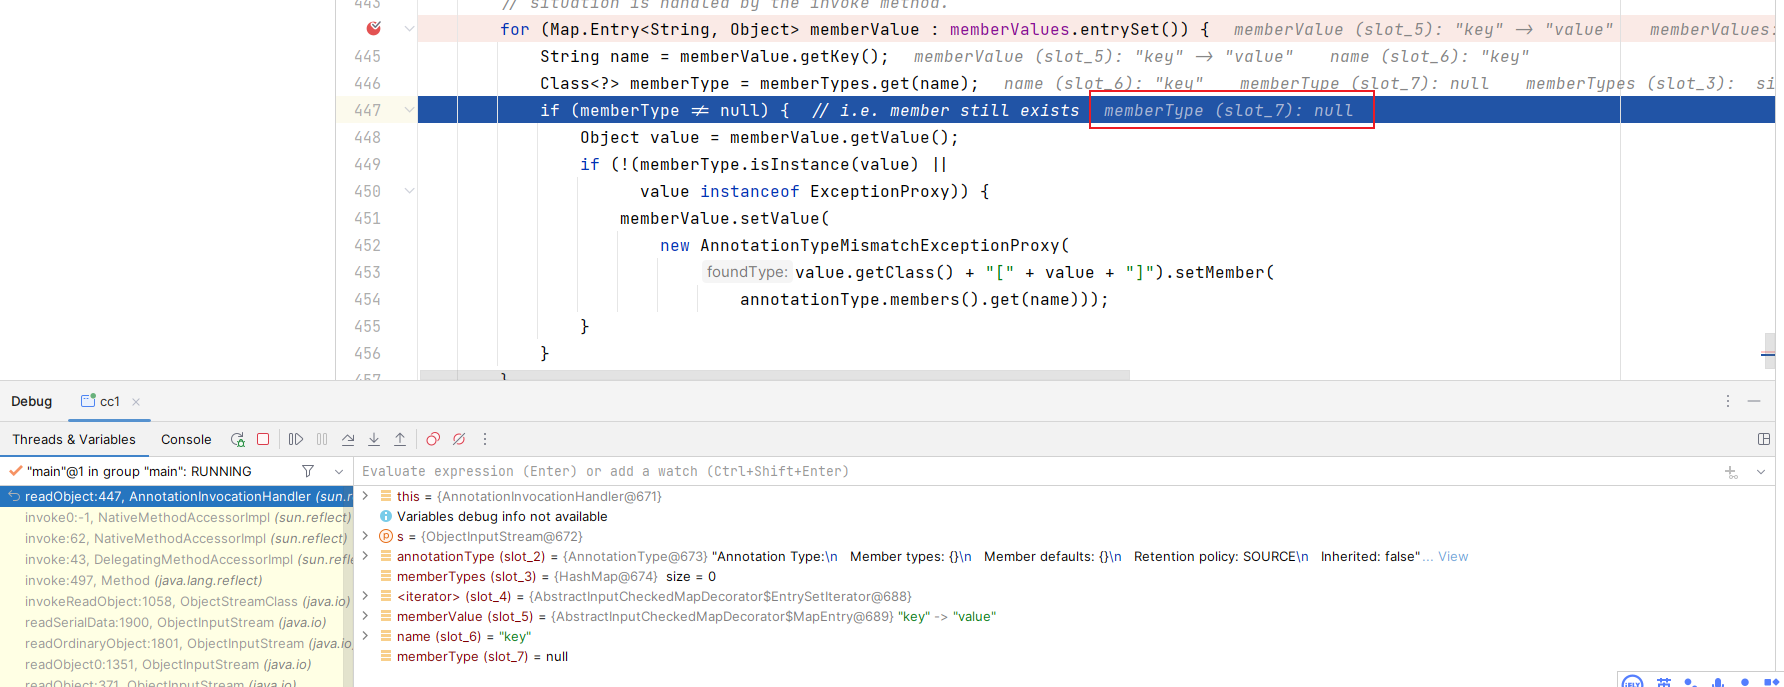 443 // situation is handled by the invoke method.
for (Map.Entry<String, Object> memberValue : memberValues.entrySet()) { memberValue (slot_5): "key" -> "value" memberValues:
445 String name = memberValue.getKey(); memberValue (slot_5): "key" -> "value" name (slot_6): "key"
446 Class<?> memberType = memberTypes.get(name); name (slot_6): "key" memberType (slot_7): null memberTypes (slot_3): si
447 if (memberType ≠ null) { // i.e. member still exists memberType (slot_7): null
448 Object value = memberValue.getValue();
449 if (!(memberType.isInstance(value) ||
450 value instanceof ExceptionProxy)) {
451 memberValue.setValue(
452 new AnnotationTypeMismatchExceptionProxy(
453 foundType: value.getClass() + "[" + value + "]").setMember(
454 annotationType.members().get(name)));
455 }
456 }
457 }
Debug cc1
Threads & Variables Console
"main"@1 in group "main": RUNNING Evaluate expression (Enter) or add a watch (Ctrl+Shift+Enter)
readObject:447, AnnotationInvocationHandler (sun.r
invoke0:-1, NativeMethodAccessorImpl (sun.reflect)
invoke:62, NativeMethodAccessorImpl (sun.reflect)
invoke:43, DelegatingMethodAccessorImpl (sun.refle
invoke:497, Method (java.lang.reflect)
invokeReadObject:1058, ObjectStreamClass (java.io)
readSerialData:1900, ObjectInputStream (java.io)
readOrdinaryObject:1801, ObjectInputStream (java.io
readObject0:1351, ObjectInputStream (java.io)
readObject:371, ObjectInputStream (java.io)
this = {AnnotationInvocationHandler@671}
Variables debug info not available
s = {ObjectInputStream@672}
annotationType (slot_2) = {AnnotationType@673} "Annotation Type:\n Member types: {}\n Member defaults: {}\n Retention policy: SOURCE\n Inherited: false"... View
memberTypes (slot_3) = {HashMap@674} size = 0
<iterator> (slot_4) = {AbstractInputCheckedMapDecorator$EntrySetIterator@688}
memberValue (slot_5) = {AbstractInputCheckedMapDecorator$MapEntry@689} "key" -> "value"
name (slot_6) = "key"
memberType (slot_7) = null
iFLY 英